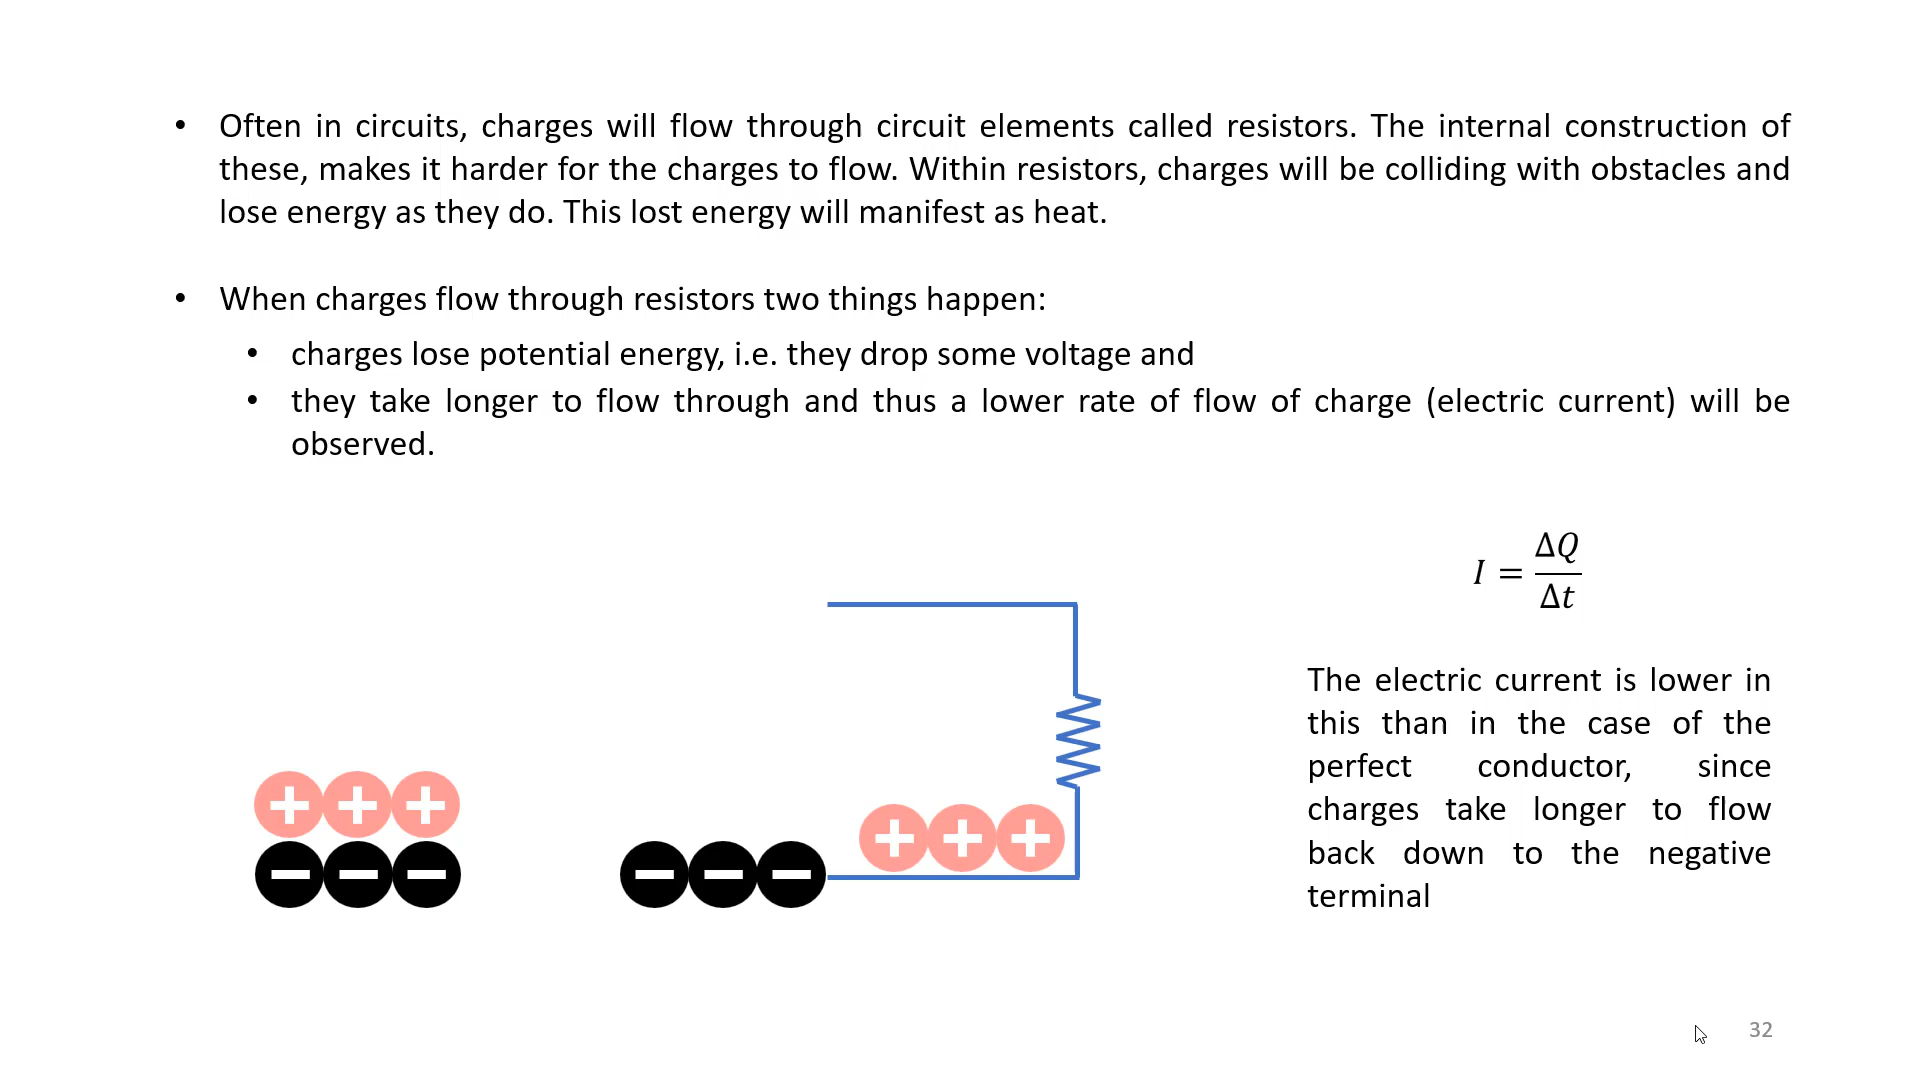 • Often in circuits, charges will flow through circuit elements called resistors. The internal construction of
these, makes it harder for the charges to flow. Within resistors, charges will be colliding with obstacles and
lose energy as they do. This lost energy will manifest as heat.
• When charges flow through resistors two things happen:
• charges lose potential energy, i.e. they drop some voltage and
• they take longer to flow through and thus a lower rate of flow of charge (electric current) will be
observed.
I = ΔQ/Δt
The electric current is lower in
this than in the case of the
perfect conductor, since
charges take longer to flow
back down to the negative
terminal
+ + +
+ + +
− − −
− − −
32